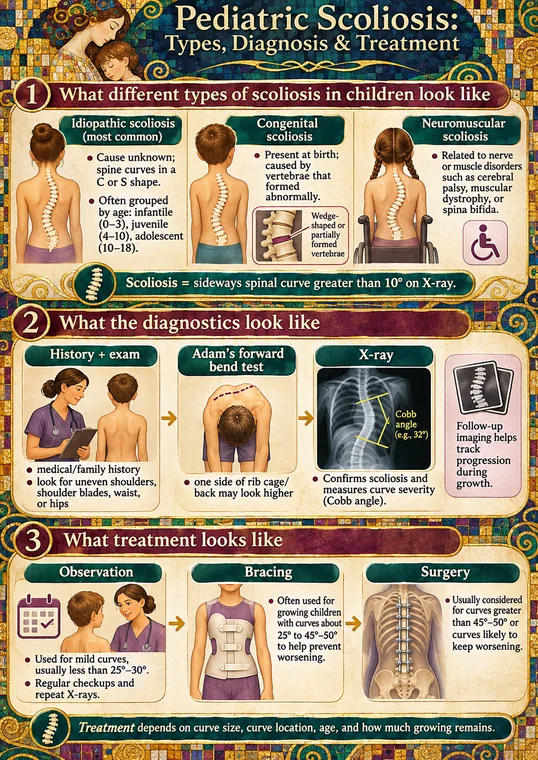 Pediatric Scoliosis:
Types, Diagnosis & Treatment
1 What different types of scoliosis in children look like
Idiopathic scoliosis
(most common)
• Cause unknown;
spine curves in a
C or S shape.
• Often grouped
by age: infantile
(0–3), juvenile
(4–10), adolescent
(10–18).
Congenital
scoliosis
• Present at birth;
caused by
vertebrae that
formed
abnormally.
Wedge-
shaped or
partially
formed
vertebrae
Neuromuscular
scoliosis
• Related to nerve
or muscle disorders
such as cerebral
palsy, muscular
dystrophy, or
spina bifida.
Scoliosis = sideways spinal curve greater than 10° on X-ray.
2 What the diagnostics look like
History + exam
• medical/family history
• look for uneven shoulders,
shoulder blades, waist,
or hips
Adam's forward
bend test
• one side of rib cage/
back may look higher
X-ray
Cobb
angle
(e.g., 32°)
• Confirms scoliosis and
measures curve severity
(Cobb angle).
Follow-up
imaging helps
track
progression
during
growth.
3 What treatment looks like
Observation
• Used for mild curves,
usually less than 25°–30°.
• Regular checkups and
repeat X-rays.
Bracing
• Often used for
growing children
with curves about
25° to 45°–50°
to help prevent
worsening.
Surgery
• Usually considered
for curves greater
than 45°–50° or
curves likely to
keep worsening.
Treatment depends on curve size, curve location, age, and how much growing remains.